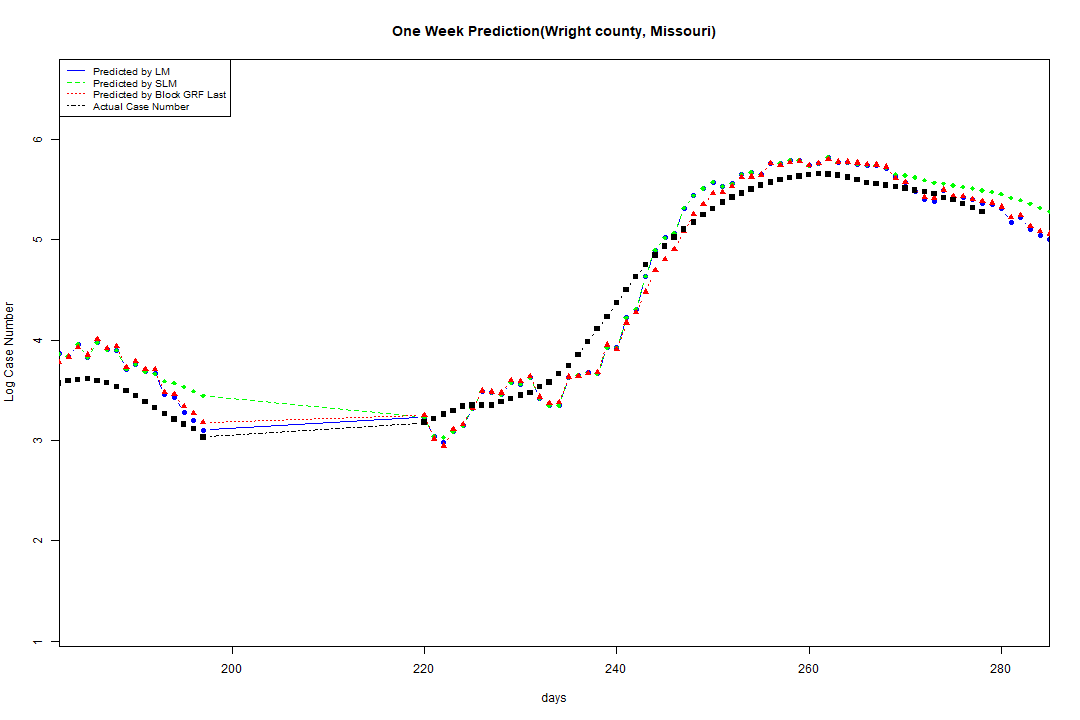 One Week Prediction(Wright county, Missouri)
Predicted by LM
Predicted by SLM
Predicted by Block GRF Last
Actual Case Number
Log Case Number
6
5
4
3
2
1
200 220 240 260 280
days